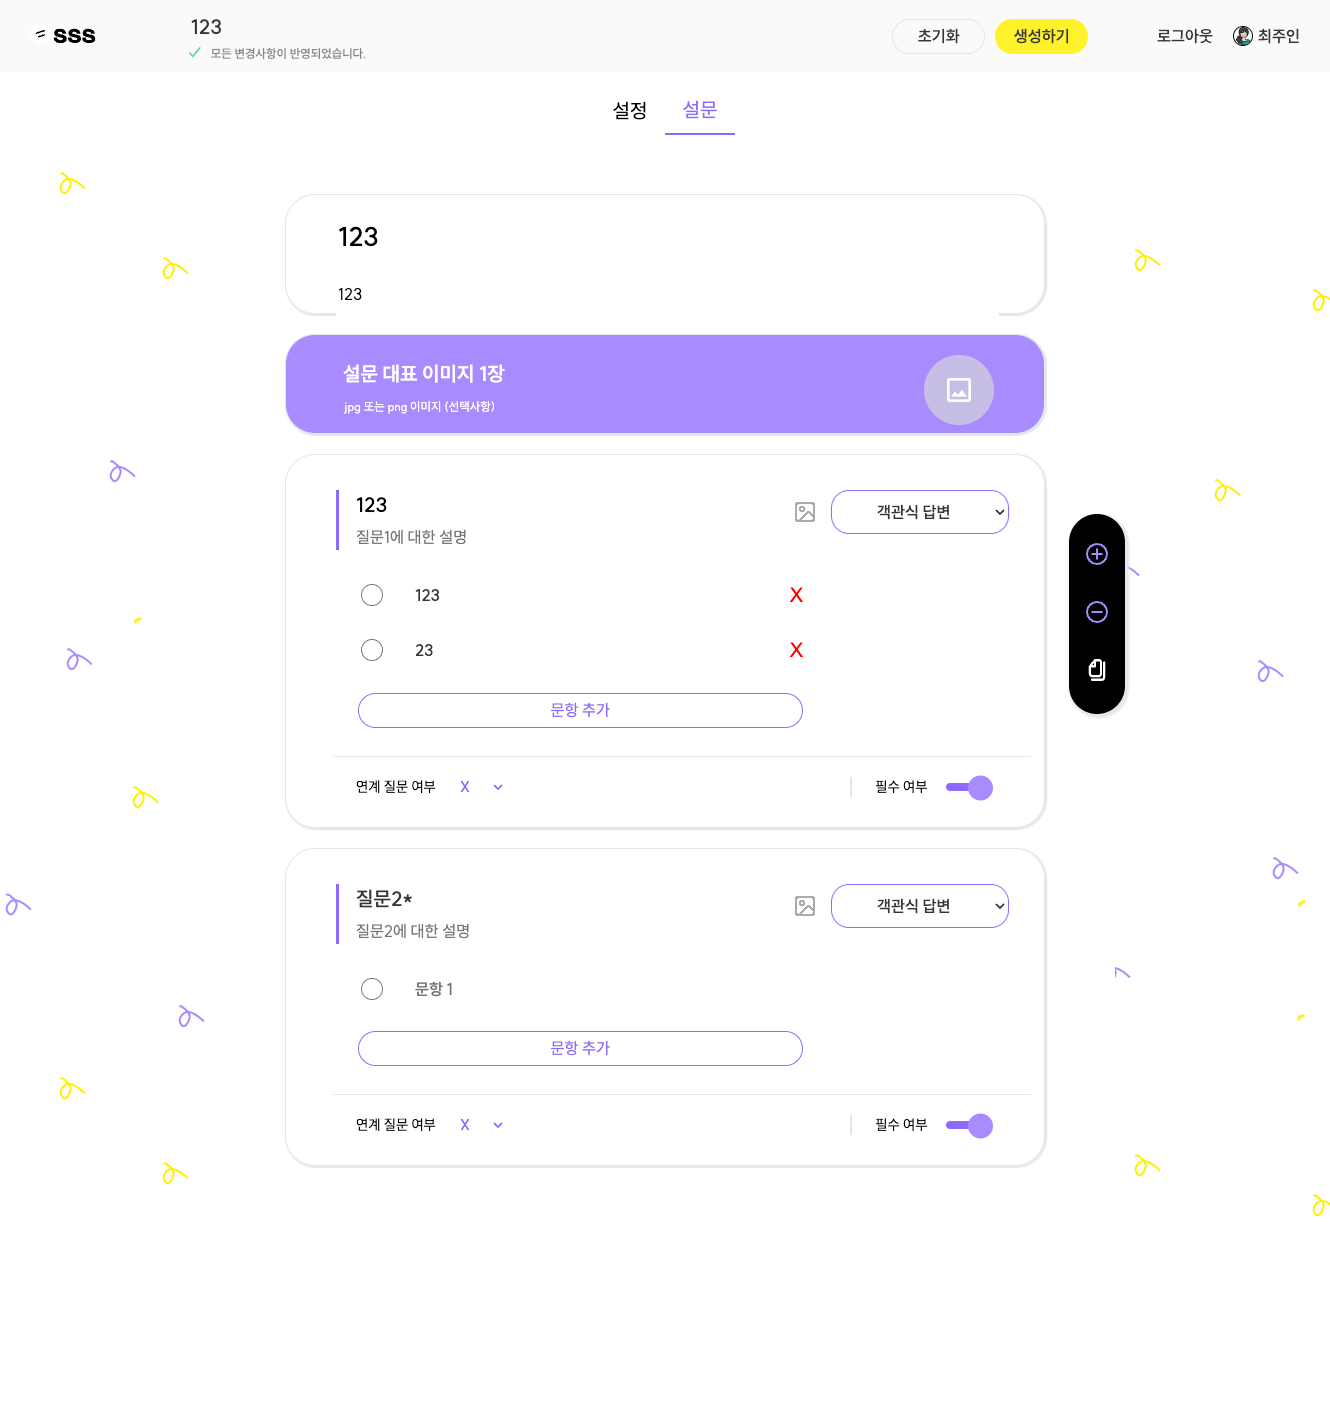 sss
123
모든 변경사항이 반영되었습니다.
초기화
생성하기
로그아웃
최주인
설정
설문
123
123
설문 대표 이미지 1장
jpg 또는 png 이미지 (선택사항)
123
객관식 답변
질문1에 대한 설명
123
X
23
X
문항 추가
연계 질문 여부
X
필수 여부
질문2*
객관식 답변
질문2에 대한 설명
문항 1
문항 추가
연계 질문 여부
X
필수 여부